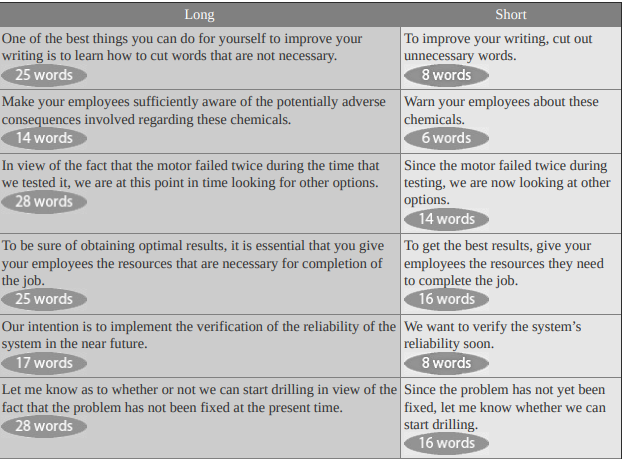 Long
Short
One of the best things you can do for yourself to improve your
writing is to learn how to cut words that are not necessary.
25 words
To improve your writing, cut out
unnecessary words.
8 words
Make your employees sufficiently aware of the potentially adverse
consequences involved regarding these chemicals.
14 words
Warn your employees about these
chemicals.
6 words
In view of the fact that the motor failed twice during the time that
we tested it, we are at this point in time looking for other options.
28 words
Since the motor failed twice during
testing, we are now looking at other
options.
14 words
To be sure of obtaining optimal results, it is essential that you give
your employees the resources that are necessary for completion of
the job.
25 words
To get the best results, give your
employees the resources they need
to complete the job.
16 words
Our intention is to implement the verification of the reliability of the
system in the near future.
17 words
We want to verify the system's
reliability soon.
8 words
Let me know as to whether or not we can start drilling in view of the
fact that the problem has not been fixed at the present time.
28 words
Since the problem has not yet been
fixed, let me know whether we can
start drilling.
16 words